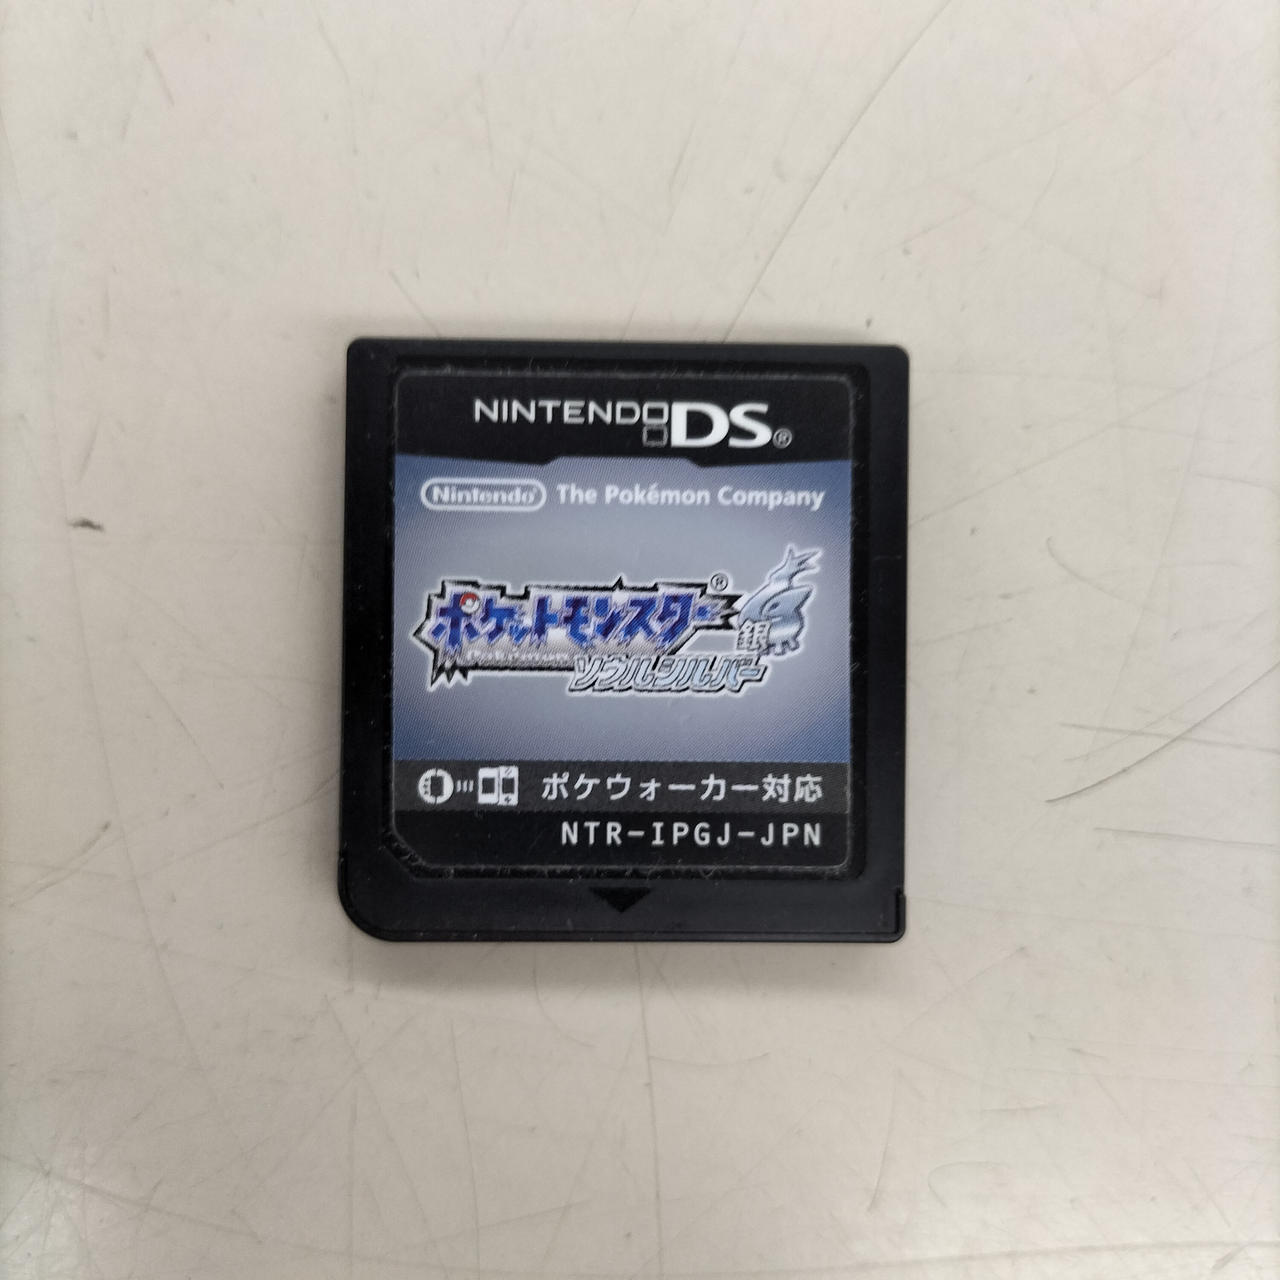 NINTENDO DS®
Nintendo® The Pokémon Company
ポケットモンスター®
Pokémon
銀
ソウルシルバー
ポケウォーカー対応
NTR-IPGJ-JPN